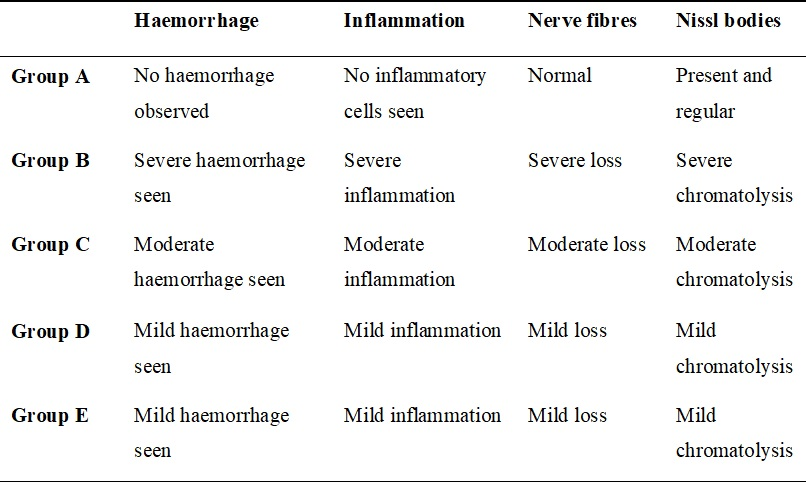 Haemorrhage Inflammation Nerve fibres Nissl bodies
Group A No haemorrhage No inflammatory Normal Present and
observed cells seen regular
Group B Severe haemorrhage Severe Severe loss Severe
seen inflammation chromatolysis
Group C Moderate Moderate Moderate loss Moderate
haemorrhage seen inflammation chromatolysis
Group D Mild haemorrhage Mild inflammation Mild loss Mild
seen chromatolysis
Group E Mild haemorrhage Mild inflammation Mild loss Mild
seen chromatolysis